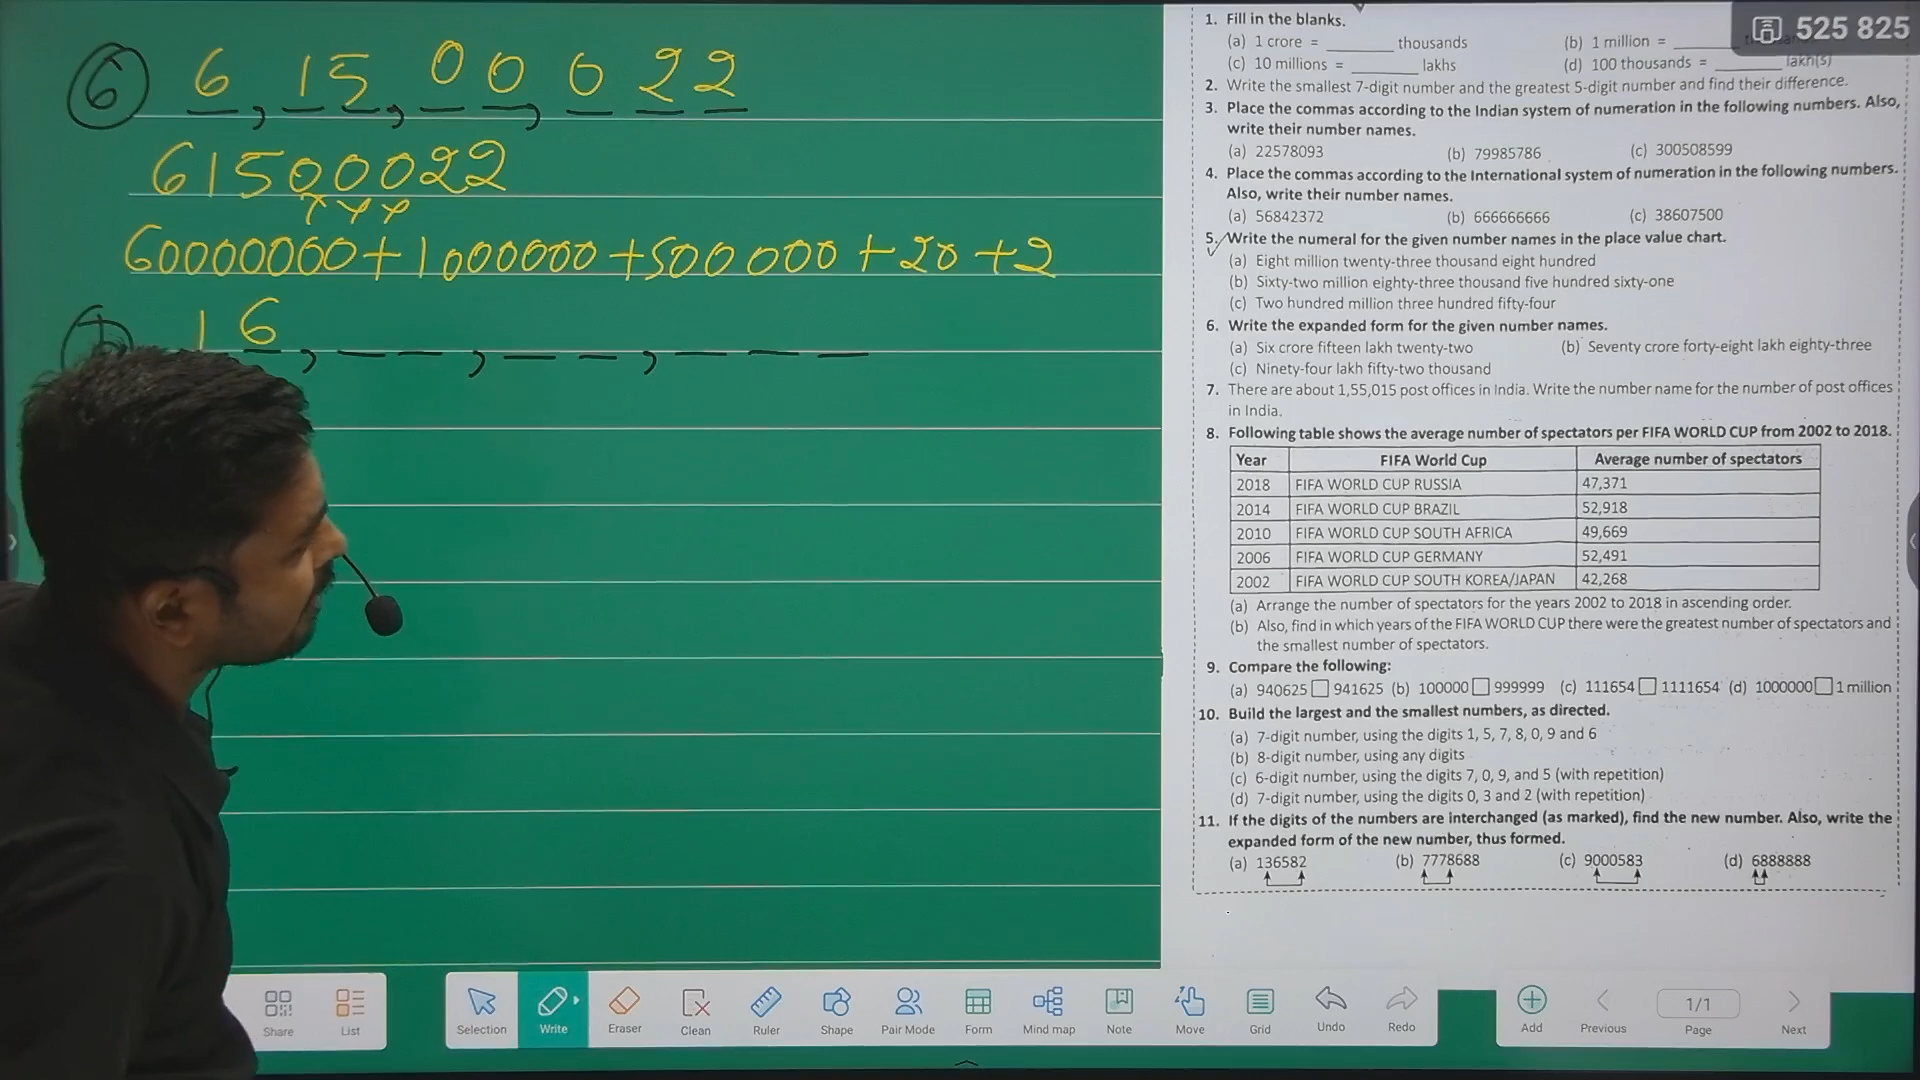 6 6,15,00,022
61500022
60000000+1000000+500000+20+2
16
1. Fill in the blanks.
(a) 1 crore = ________ thousands (b) 1 million = ________
(c) 10 millions = ________ lakhs (d) 100 thousands = ________ lakh(s)
2. Write the smallest 7-digit number and the greatest 5-digit number and find their difference.
3. Place the commas according to the Indian system of numeration in the following numbers. Also,
write their number names.
(a) 22578093 (b) 79985786 (c) 300508599
4. Place the commas according to the International system of numeration in the following numbers.
Also, write their number names.
(a) 56842372 (b) 666666666 (c) 38607500
5. Write the numeral for the given number names in the place value chart.
(a) Eight million twenty-three thousand eight hundred
(b) Sixty-two million eighty-three thousand five hundred sixty-one
(c) Two hundred million three hundred fifty-four
6. Write the expanded form for the given number names.
(a) Six crore fifteen lakh twenty-two (b) Seventy crore forty-eight lakh eighty-three
(c) Ninety-four lakh fifty-two thousand
7. There are about 1,55,015 post offices in India. Write the number name for the number of post offices
in India.
8. Following table shows the average number of spectators per FIFA WORLD CUP from 2002 to 2018.
Year FIFA World Cup Average number of spectators
2018 FIFA WORLD CUP RUSSIA 47,371
2014 FIFA WORLD CUP BRAZIL 52,918
2010 FIFA WORLD CUP SOUTH AFRICA 49,669
2006 FIFA WORLD CUP GERMANY 52,491
2002 FIFA WORLD CUP SOUTH KOREA/JAPAN 42,268
(a) Arrange the number of spectators for the years 2002 to 2018 in ascending order.
(b) Also, find in which years of the FIFA WORLD CUP there were the greatest number of spectators and
the smallest number of spectators.
9. Compare the following:
(a) 940625 □ 941625 (b) 100000 □ 999999 (c) 111654 □ 1111654 (d) 1000000 □ 1 million
10. Build the largest and the smallest numbers, as directed.
(a) 7-digit number, using the digits 1, 5, 7, 8, 0, 9 and 6
(b) 8-digit number, using any digits
(c) 6-digit number, using the digits 7, 0, 9, and 5 (with repetition)
(d) 7-digit number, using the digits 0, 3 and 2 (with repetition)
11. If the digits of the numbers are interchanged (as marked), find the new number. Also, write the
expanded form of the new number, thus formed.
(a) 136582 (b) 7778688 (c) 9000583 (d) 6888888
525 825
Share List Selection Write Eraser Clean Ruler Shape Pair Mode Form Mind map Note Move Grid Undo Redo Add Previous 1/1 Page Next